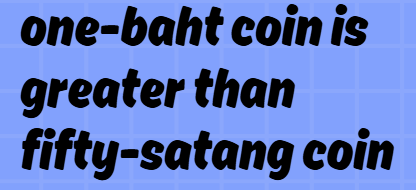 one-baht coin is
greater than
fifty-satang coin